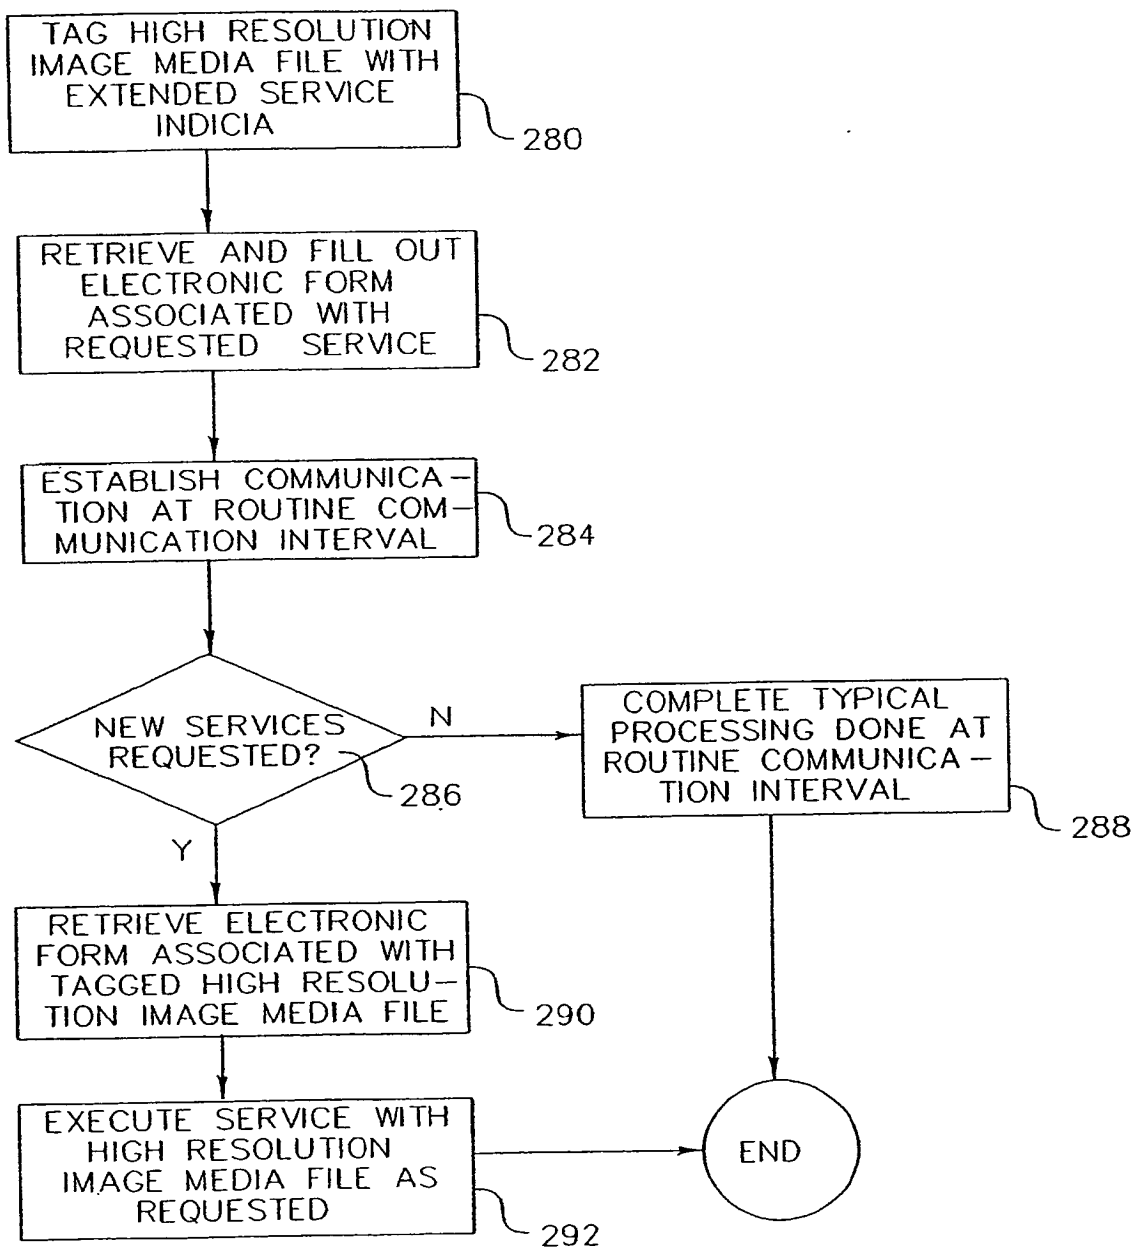 TAG HIGH RESOLUTION
IMAGE MEDIA FILE WITH
EXTENDED SERVICE
INDICIA
280
RETRIEVE AND FILL OUT
ELECTRONIC FORM
ASSOCIATED WITH
REQUESTED SERVICE
282
ESTABLISH COMMUNICA-
TION AT ROUTINE COM-
MUNICATION INTERVAL
284
NEW SERVICES
REQUESTED?
286
N
COMPLETE TYPICAL
PROCESSING DONE AT
ROUTINE COMMUNICA-
TION INTERVAL
288
Y
RETRIEVE ELECTRONIC
FORM ASSOCIATED WITH
TAGGED HIGH RESOLU-
TION IMAGE MEDIA FILE
290
EXECUTE SERVICE WITH
HIGH RESOLUTION
IMAGE MEDIA FILE AS
REQUESTED
292
END